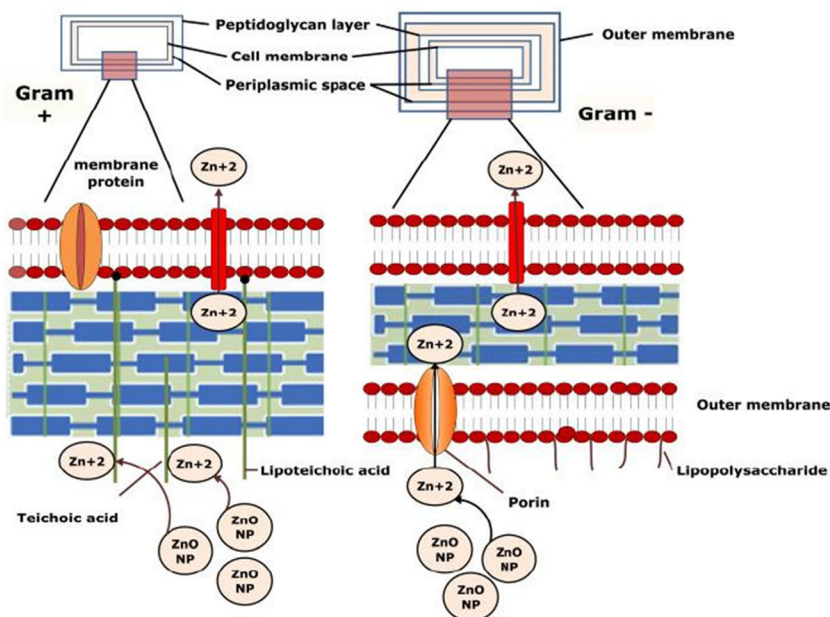 Peptidoglycan layer
Cell membrane
Periplasmic space
Outer membrane
Gram
+
Gram -
membrane
protein
Zn+2
Zn+2
Zn+2
Zn+2
Zn+2
Outer membrane
Zn+2
Zn+2
Lipoteichoic acid
Lipopolysaccharide
Zn+2
Porin
Teichoic acid
ZnO
NP
ZnO
NP
ZnO
NP
ZnO
NP
ZnO
NP
ZnO
NP